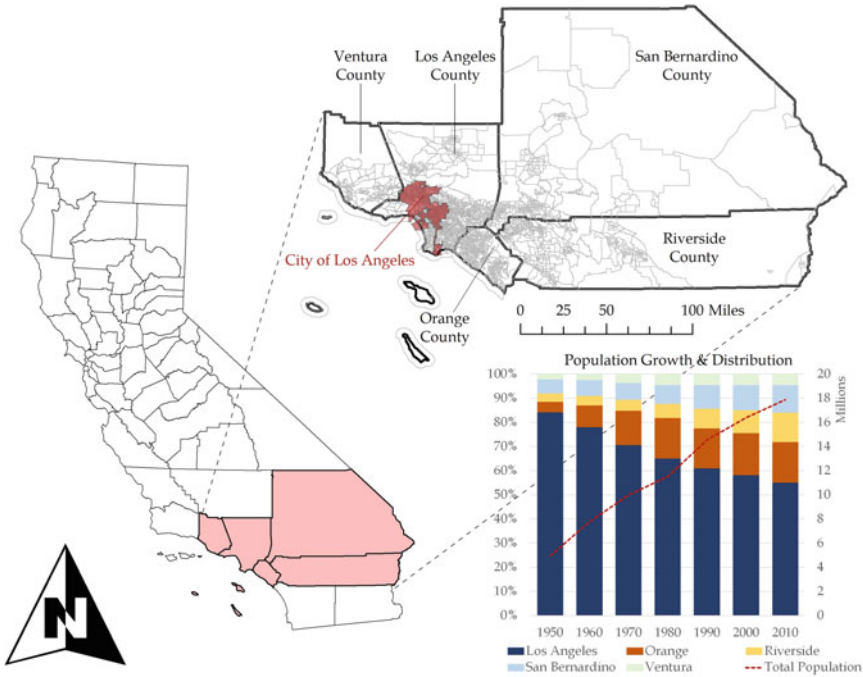 Ventura
County
Los Angeles
County
San Bernardino
County
City of Los Angeles
Riverside
County
Orange
County
0 25 50 100 Miles
N
Population Growth & Distribution
100%
90%
80%
70%
60%
50%
40%
30%
20%
10%
0%
20
18
16
14
12
10
8
6
4
2
0
Millions
1950 1960 1970 1980 1990 2000 2010
Los Angeles Orange Riverside
San Bernardino Ventura Total Population